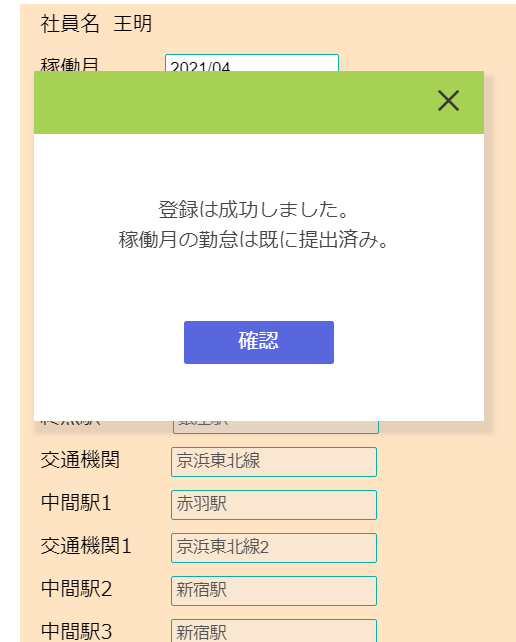 社員名 王明
稼働月 2021/04
登録は成功しました。
稼働月の勤怠は既に提出済み。
確認
交通機関 京浜東北線
中間駅1 赤羽駅
交通機関1 京浜東北線2
中間駅2 新宿駅
中間駅3 新宿駅